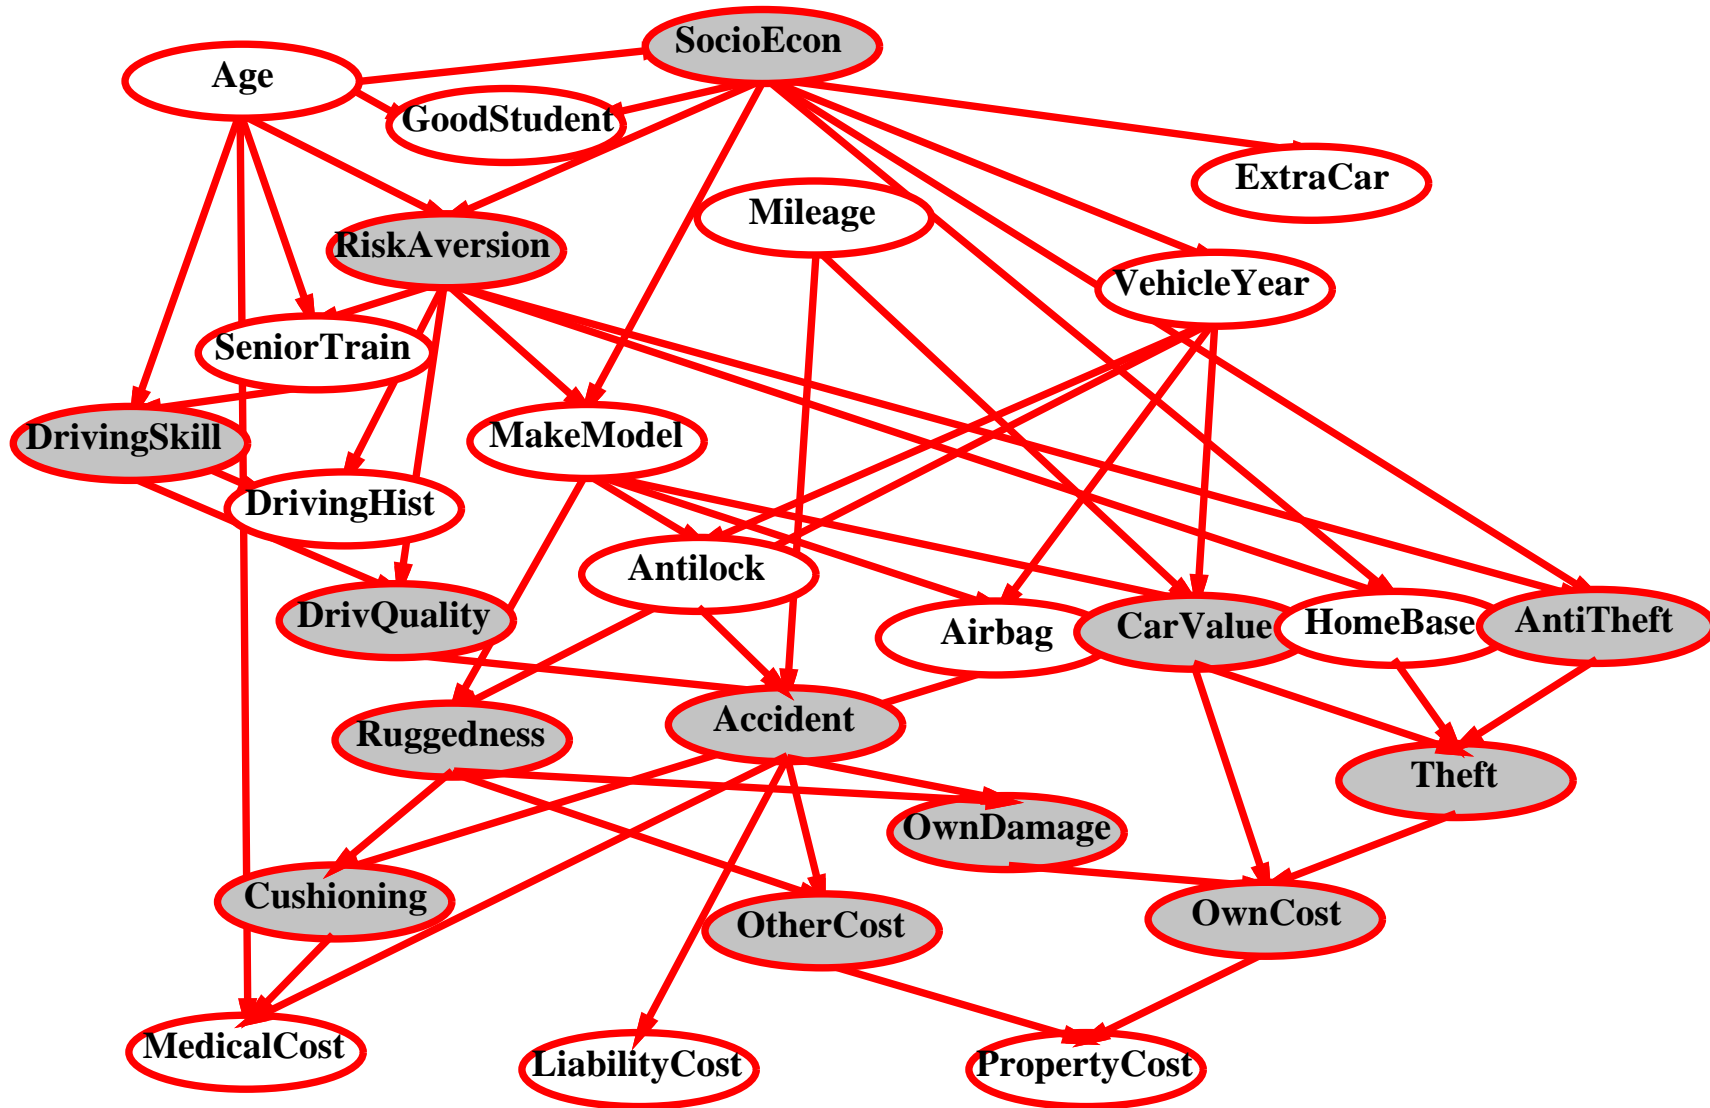 SocioEcon
Age
GoodStudent
ExtraCar
Mileage
RiskAversion
VehicleYear
SeniorTrain
DrivingSkill
MakeModel
DrivingHist
Antilock
DrivQuality
Airbag
CarValue
HomeBase
AntiTheft
Ruggedness
Accident
Theft
OwnDamage
Cushioning
OtherCost
OwnCost
MedicalCost
LiabilityCost
PropertyCost